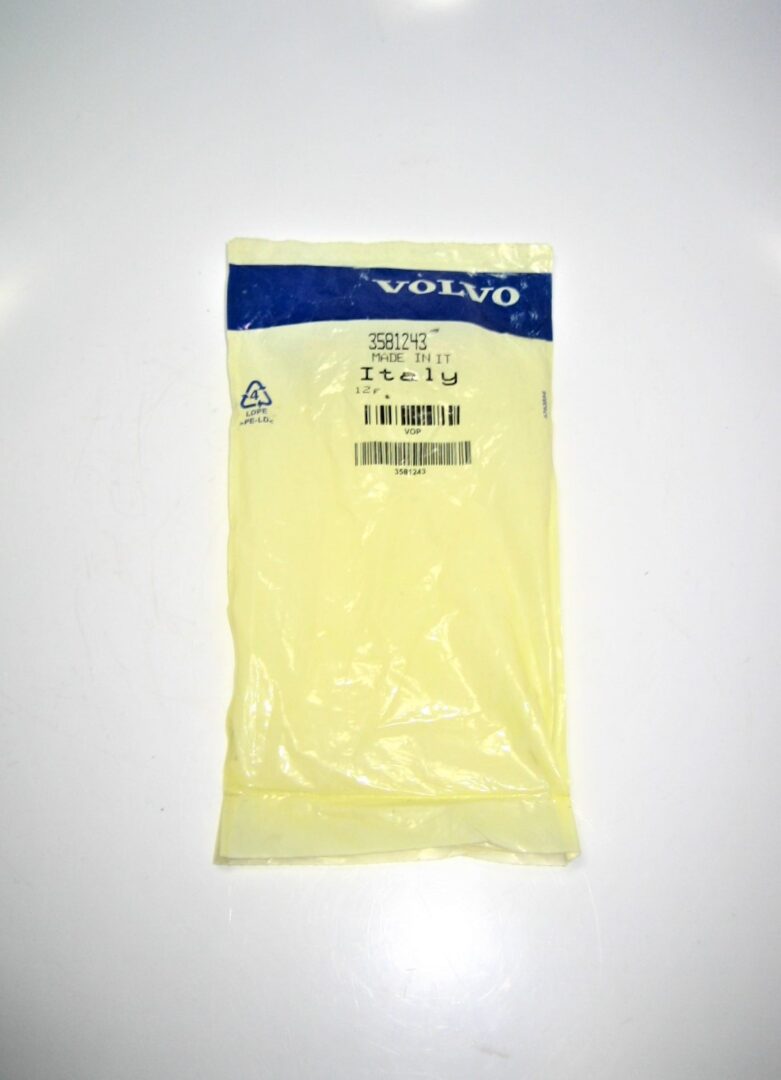 VOLVO
3581243
MADE IN IT
Italy
12F
4
LDPE
>PE-LD<
VOP
3581243